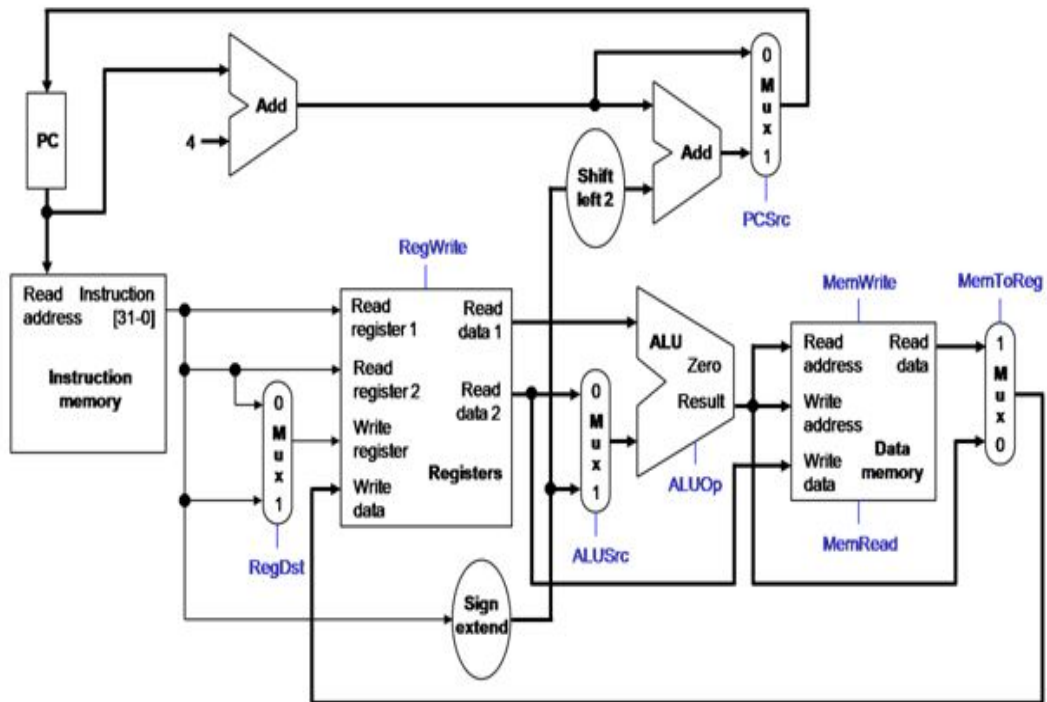 PC
4
Add
Shift
left 2
Add
0
M
u
x
1
PCSrc
Read
address
Instruction
[31-0]
Instruction
memory
RegWrite
Read
register 1
Read
register 2
Write
register
Write
data
Read
data 1
Read
data 2
Registers
0
M
u
x
1
RegDst
Sign
extend
0
M
u
x
1
ALUSrc
ALU
Zero
Result
ALUOp
MemWrite
Read
address
Write
address
Write
data
Read
data
Data
memory
MemRead
MemToReg
1
M
u
x
0